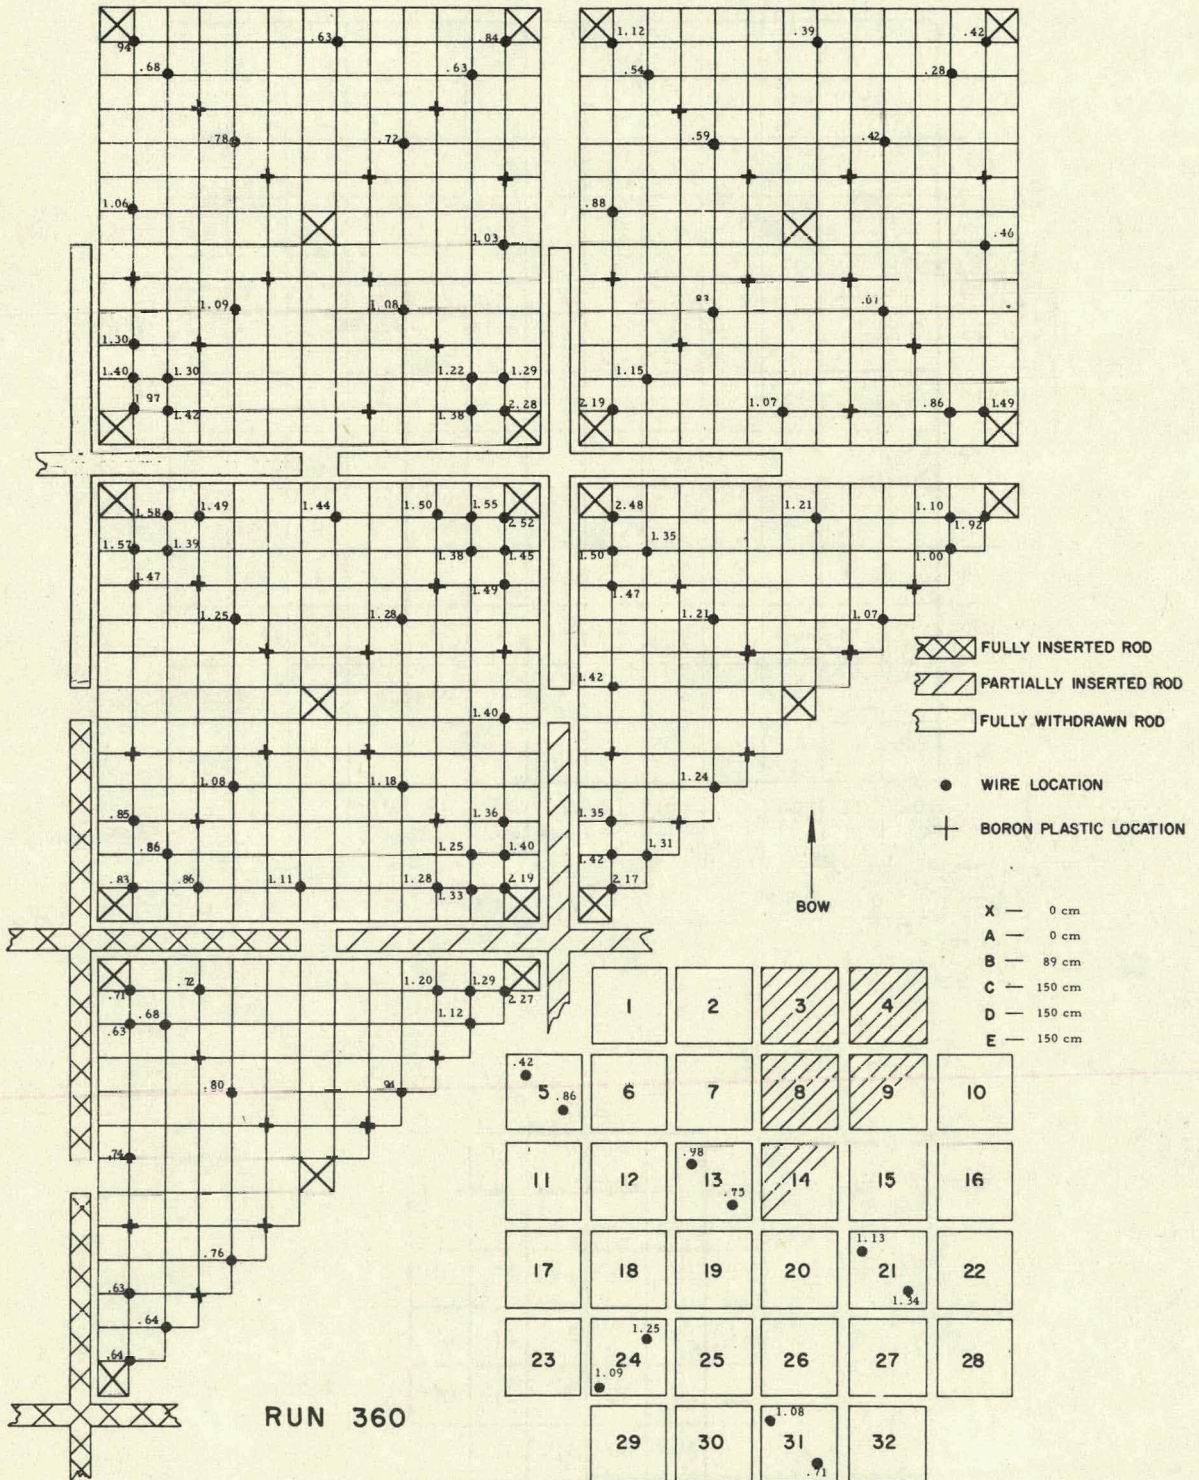 94 .63 .84 1.12 .39 .42
.68 .63 .54 .28
.78 .72 .59 .42
1.06 .88
1.03 .46
1.09 1.08 .83
1.30
1.40 1.30 1.22 1.29 1.15
1.97 1.42 1.38 2.28 2.19 1.07 .86 1.49
1.58 1.49 1.44 1.50 1.55 2.52 2.48 1.21 1.10 1.92
1.57 1.39 1.38 1.45 1.50 1.35 1.00
1.47 1.49 1.47
1.25 1.28 1.21 1.07
FULLY INSERTED ROD
PARTIALLY INSERTED ROD
FULLY WITHDRAWN ROD
1.42
1.40
1.08 1.18 1.24
WIRE LOCATION
.85 1.36 1.35
BORON PLASTIC LOCATION
.86 1.25 1.40 1.42 1.31
.83 .86 1.11 1.28 1.33 2.19 2.17
BOW
X — 0 cm
A — 0 cm
B — 89 cm
C — 150 cm
D — 150 cm
E — 150 cm
.71 .72 1.20 1.29 2.27
.63 .68 1.12
.80 .94
.74
.76
.63
.64
.64
1 2 3 4
.42
5 .86 6 7 8 9 10
.98
11 12 13 14 15 16
.75
1.13
17 18 19 20 21 22
1.34
1.25
23 24 25 26 27 28
1.09
1.08
29 30 31 32
.71
RUN 360